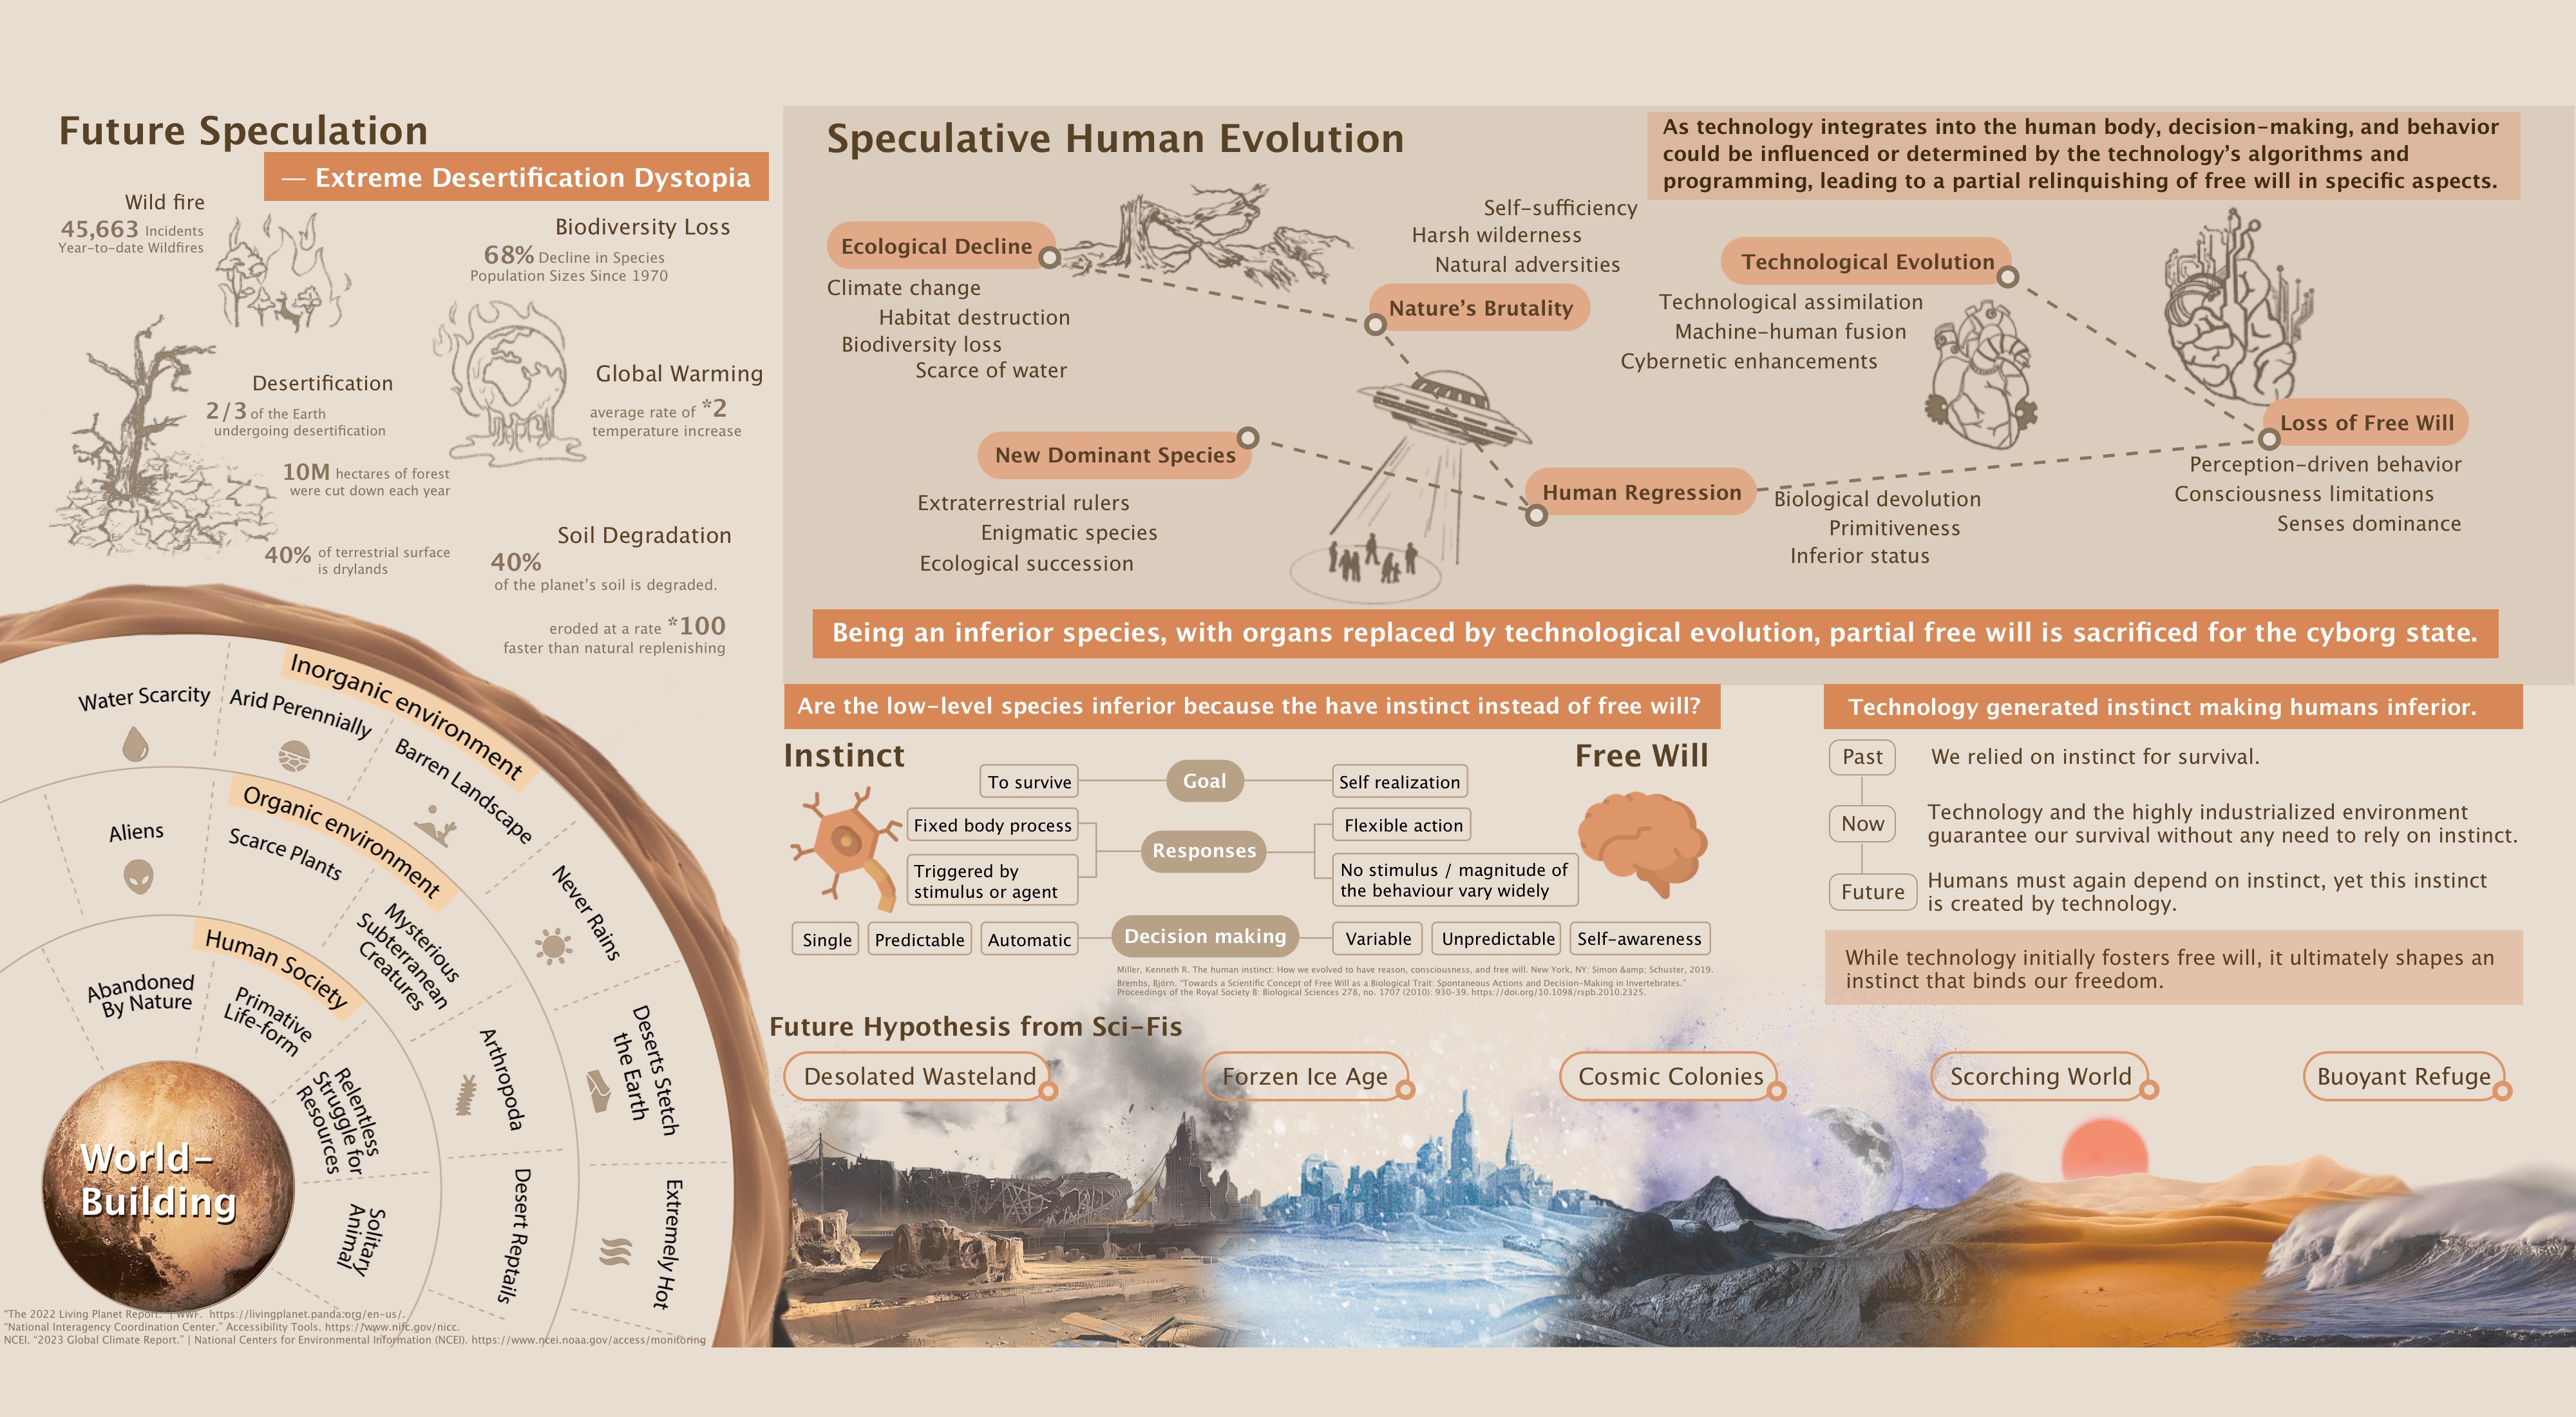 Future Speculation
— Extreme Desertification Dystopia
Wild fire
45,663 Incidents
Year-to-date Wildfires
Biodiversity Loss
68% Decline in Species
Population Sizes Since 1970
Desertification
2/3 of the Earth
undergoing desertification
10M hectares of forest
were cut down each year
40% of terrestrial surface
is drylands
Global Warming
average rate of *2
temperature increase
Soil Degradation
40%
of the planet's soil is degraded.
eroded at a rate *100
faster than natural replenishing
Inorganic environment
Water Scarcity
Arid Perennially
Barren Landscape
Never Rains
Deserts Stetch
the Earth
Extremely Hot
Organic environment
Aliens
Scarce Plants
Mysterious
Subterranean
Creatures
Arthropoda
Desert Reptails
Human Society
Abandoned
By Nature
Primative
Life-form
Relentless
Struggle for
Resources
Solitary
Animal
World-
Building
"The 2022 Living Planet Report." | WWF. https://livingplanet.panda.org/en-us/.
"National Interagency Coordination Center." Accessibility Tools. https://www.nifc.gov/nicc.
NCEI. "2023 Global Climate Report." | National Centers for Environmental Information (NCEI). https://www.ncei.noaa.gov/access/monitoring
Speculative Human Evolution
As technology integrates into the human body, decision-making, and behavior
could be influenced or determined by the technology's algorithms and
programming, leading to a partial relinquishing of free will in specific aspects.
Ecological Decline
Climate change
Habitat destruction
Biodiversity loss
Scarce of water
Self-sufficiency
Harsh wilderness
Natural adversities
Nature's Brutality
Technological Evolution
Technological assimilation
Machine-human fusion
Cybernetic enhancements
New Dominant Species
Extraterrestrial rulers
Enigmatic species
Ecological succession
Human Regression
Biological devolution
Primitiveness
Inferior status
Loss of Free Will
Perception-driven behavior
Consciousness limitations
Senses dominance
Being an inferior species, with organs replaced by technological evolution, partial free will is sacrificed for the cyborg state.
Are the low-level species inferior because the have instinct instead of free will?
Instinct
Free Will
To survive
Goal
Self realization
Fixed body process
Triggered by
stimulus or agent
Responses
Flexible action
No stimulus / magnitude of
the behaviour vary widely
Single
Predictable
Automatic
Decision making
Variable
Unpredictable
Self-awareness
Miller, Kenneth R. The human instinct: How we evolved to have reason, consciousness, and free will. New York, NY: Simon &amp; Schuster, 2019.
Brembs, Björn. "Towards a Scientific Concept of Free Will as a Biological Trait: Spontaneous Actions and Decision-Making in Invertebrates."
Proceedings of the Royal Society B: Biological Sciences 278, no. 1707 (2010): 930–39. https://doi.org/10.1098/rspb.2010.2325.
Technology generated instinct making humans inferior.
Past
We relied on instinct for survival.
Now
Technology and the highly industrialized environment
guarantee our survival without any need to rely on instinct.
Future
Humans must again depend on instinct, yet this instinct
is created by technology.
While technology initially fosters free will, it ultimately shapes an
instinct that binds our freedom.
Future Hypothesis from Sci-Fis
Desolated Wasteland
Forzen Ice Age
Cosmic Colonies
Scorching World
Buoyant Refuge